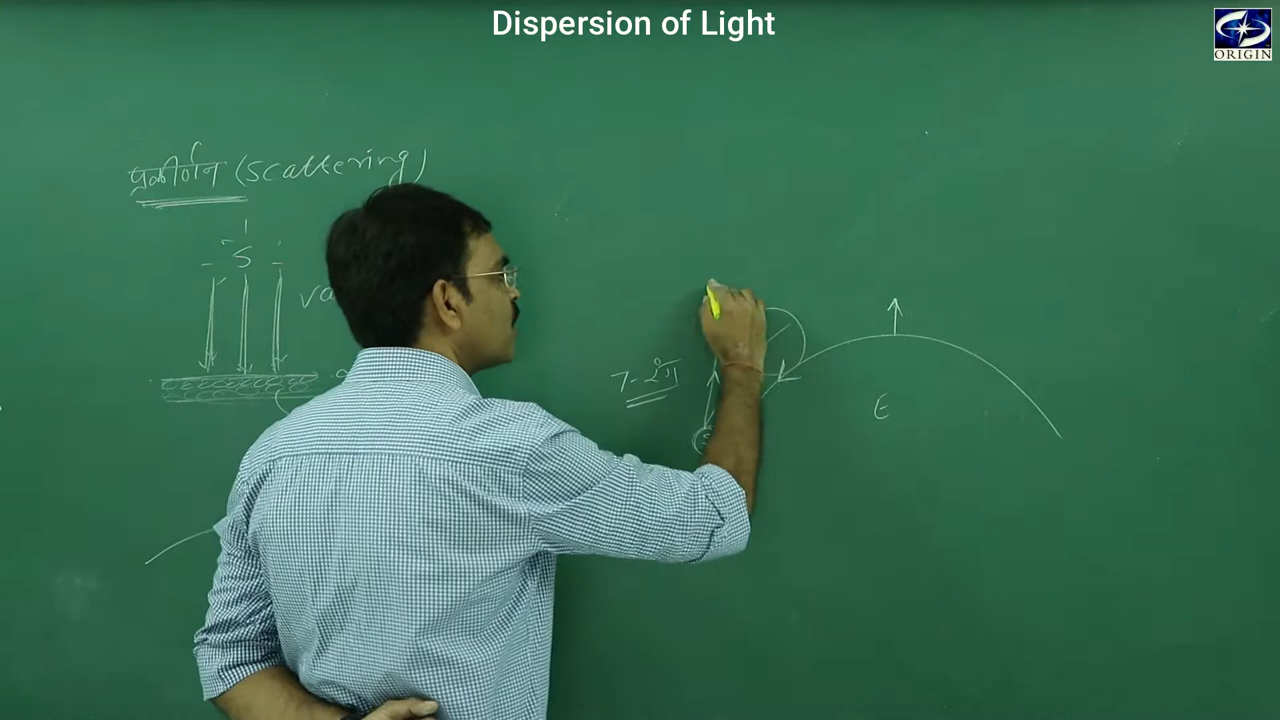 Dispersion of Light
ORIGIN
प्रकीर्णन (Scattering)
S
7-रंग
E